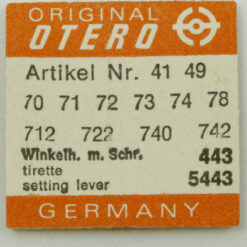 ORIGINAL
OTERO
Artikel Nr. 41 49
70 71 72 73 74 78
712 722 740 742
Winkelh. m. Schr. 443
tirette
setting lever 5443
GERMANY